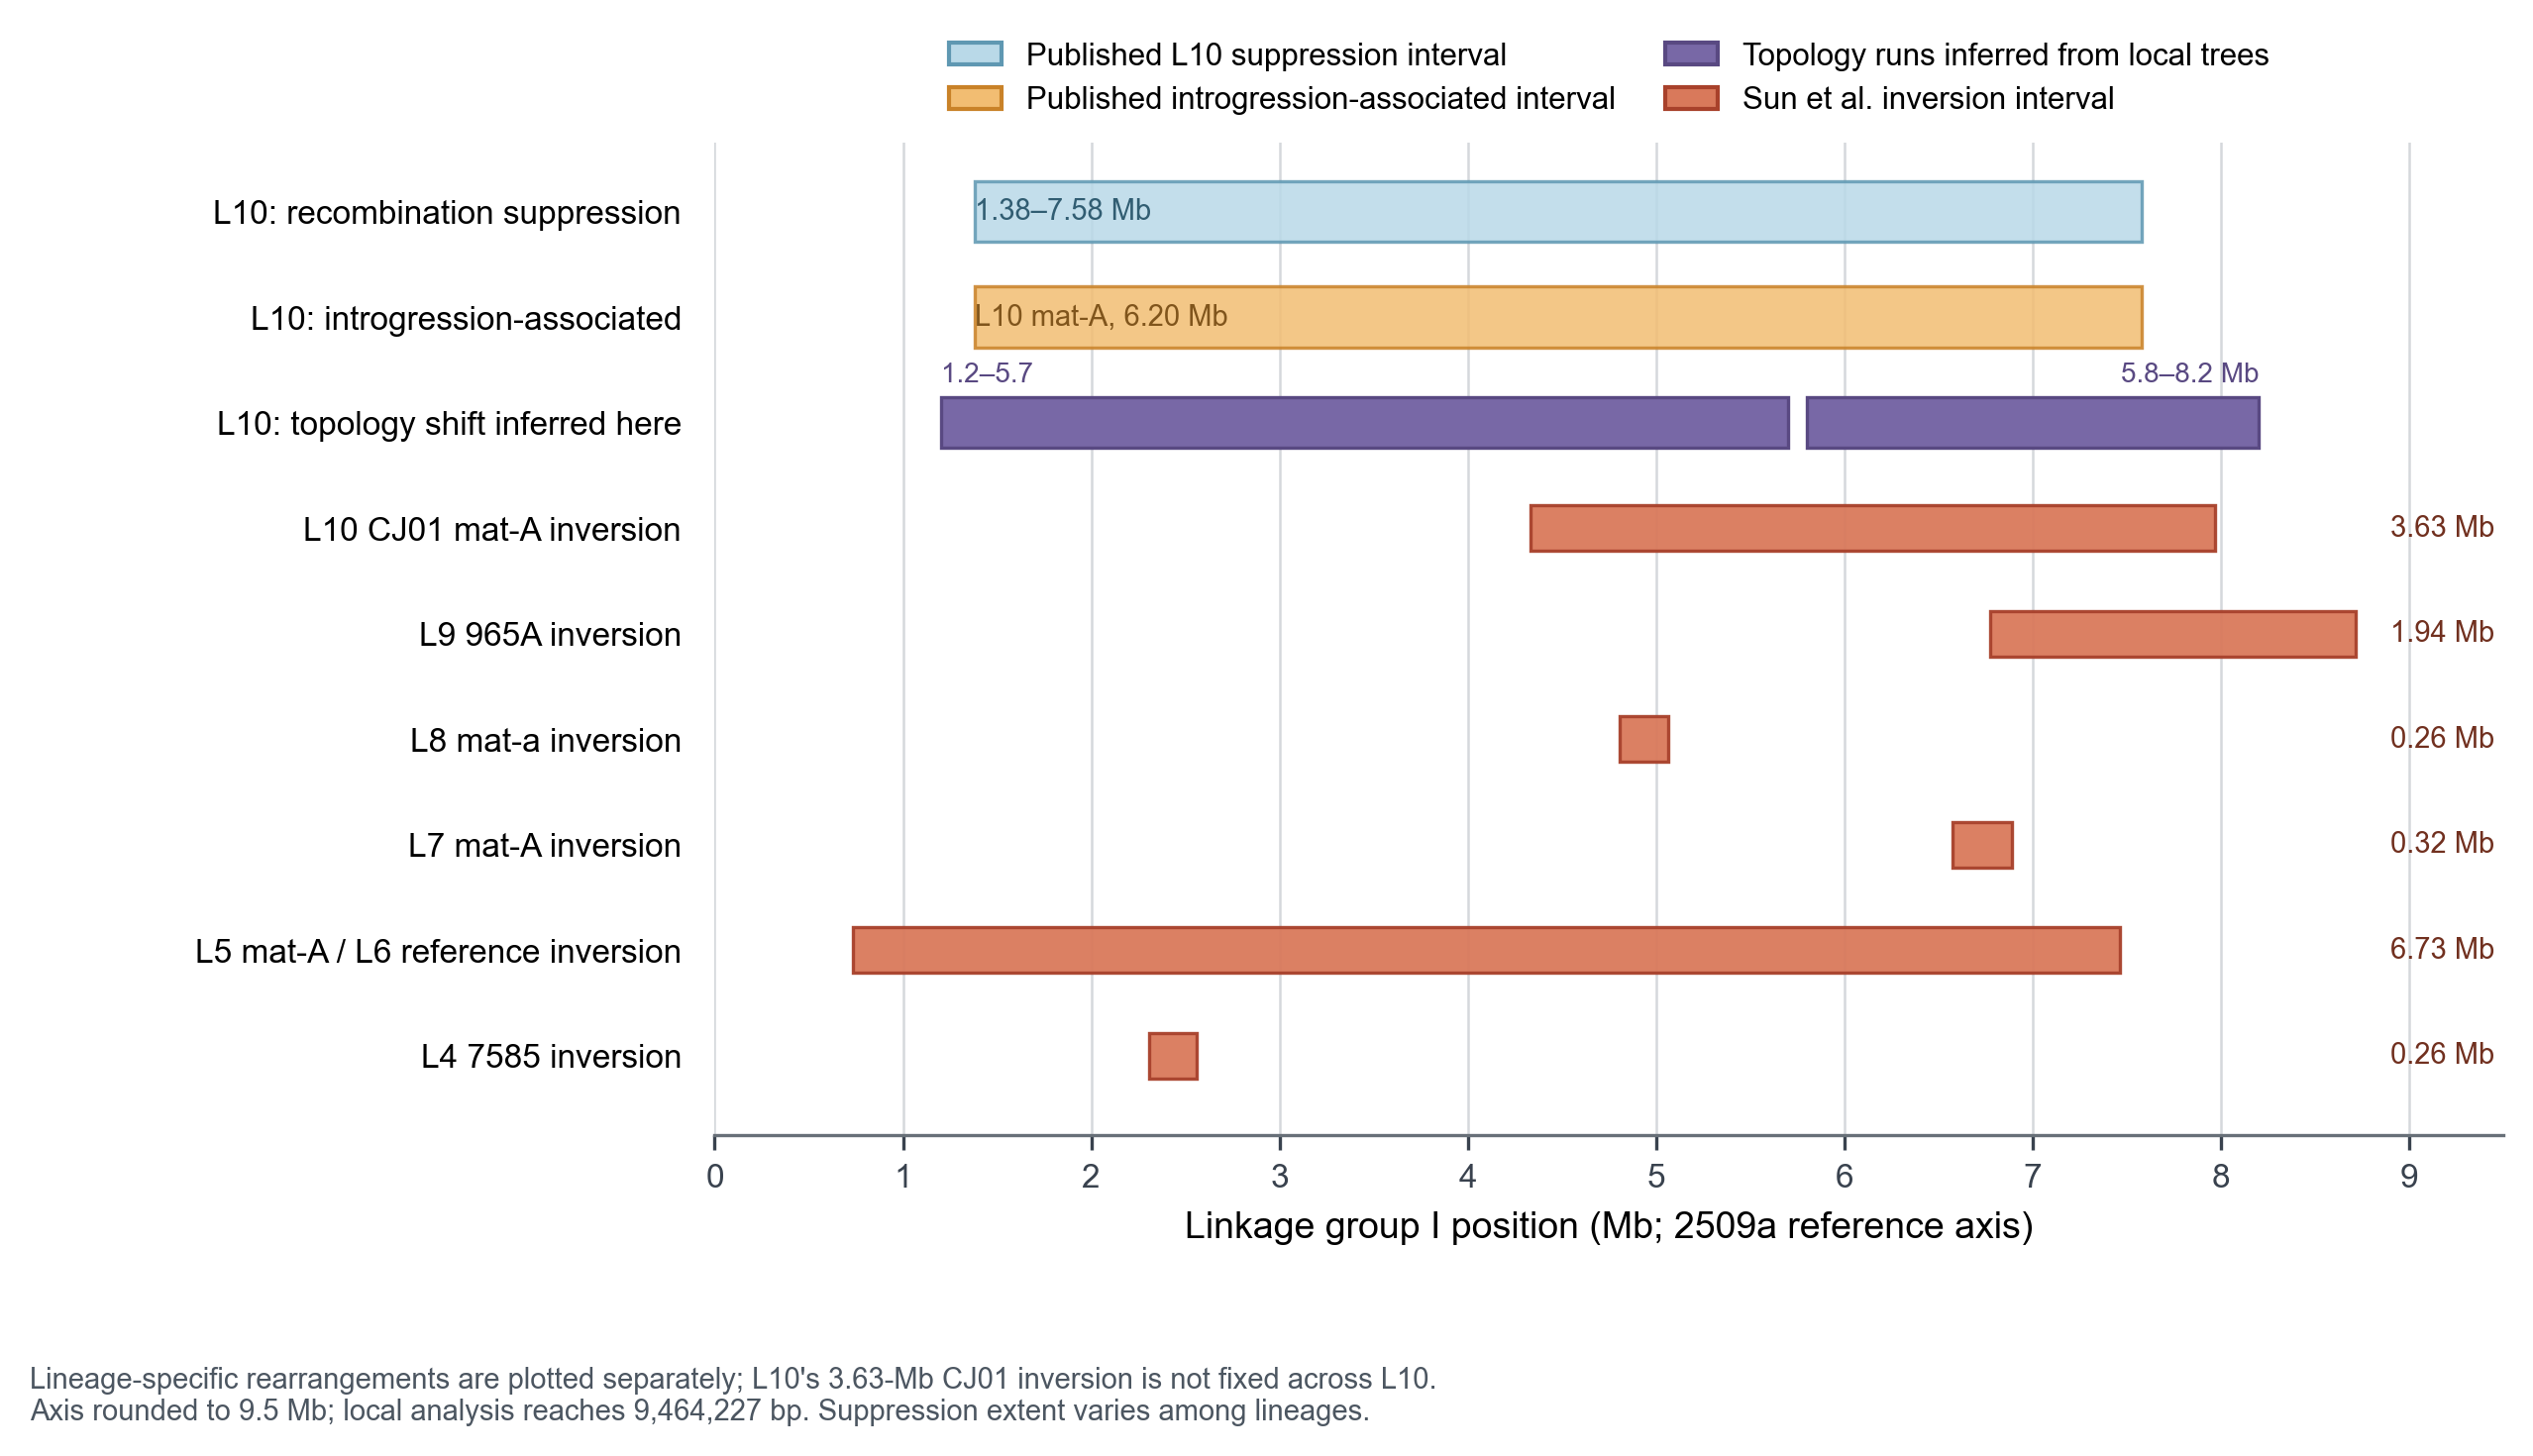 Published L10 suppression interval
Published introgression-associated interval
Topology runs inferred from local trees
Sun et al. inversion interval
L10: recombination suppression
1.38–7.58 Mb
L10: introgression-associated
L10 mat-A, 6.20 Mb
1.2–5.7
5.8–8.2 Mb
L10: topology shift inferred here
L10 CJ01 mat-A inversion
3.63 Mb
L9 965A inversion
1.94 Mb
L8 mat-a inversion
0.26 Mb
L7 mat-A inversion
0.32 Mb
L5 mat-A / L6 reference inversion
6.73 Mb
L4 7585 inversion
0.26 Mb
0 1 2 3 4 5 6 7 8 9
Linkage group I position (Mb; 2509a reference axis)
Lineage-specific rearrangements are plotted separately; L10's 3.63-Mb CJ01 inversion is not fixed across L10.
Axis rounded to 9.5 Mb; local analysis reaches 9,464,227 bp. Suppression extent varies among lineages.